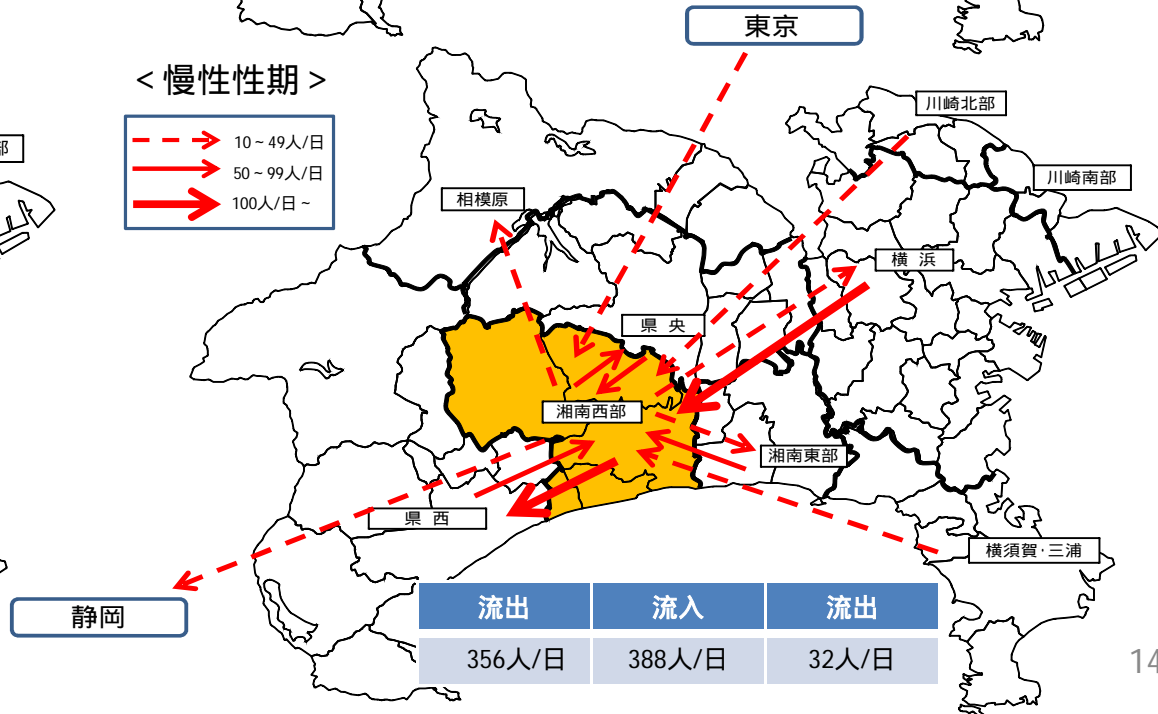 東京
< 慢性性期 >
10~49人/日
50~99人/日
100人/日~
部
川崎北部
川崎南部
相模原
横 浜
県 央
湘南西部
湘南東部
県 西
横須賀·三浦
静岡
流出 流入 流出
356人/日 388人/日 32人/日
14